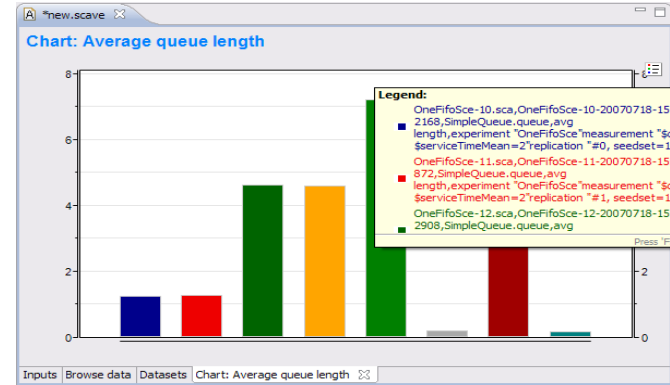 *new.scave
Chart: Average queue length
8
6
4
2
0
8
2
0
Legend:
OneFifoSce-10.sca,OneFifoSce-10-20070718-15
2168,SimpleQueue.queue,avg
length,experiment "OneFifoSce"measurement "$
$serviceTimeMean=2"replication "#0, seedset=1
OneFifoSce-11.sca,OneFifoSce-11-20070718-15
872,SimpleQueue.queue,avg
length,experiment "OneFifoSce"measurement "$
$serviceTimeMean=2"replication "#1, seedset=1
OneFifoSce-12.sca,OneFifoSce-12-20070718-15
2908,SimpleQueue.queue,avg
Press 'F
Inputs Browse data Datasets Chart: Average queue length